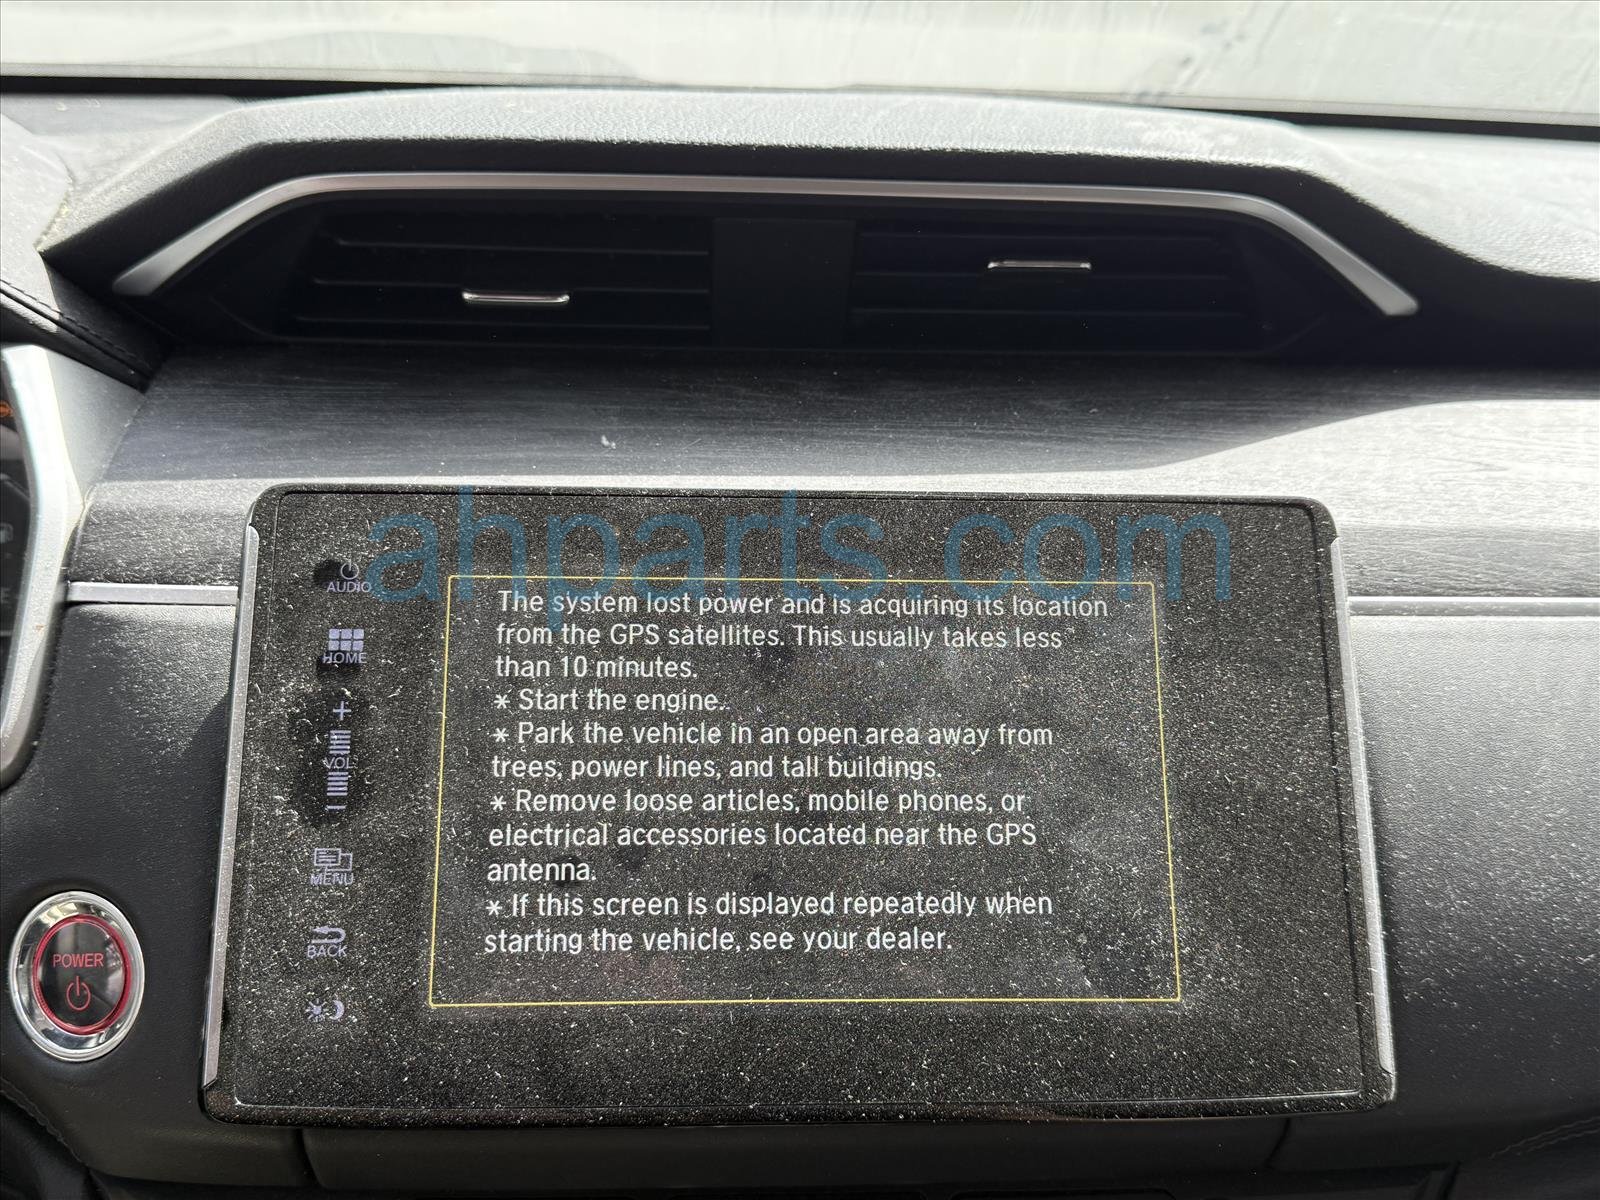 ahparts.com
AUDIO
The system lost power and is acquiring its location
from the GPS satellites. This usually takes less
than 10 minutes.
* Start the engine.
* Park the vehicle in an open area away from
trees, power lines, and tall buildings.
* Remove loose articles, mobile phones, or
electrical accessories located near the GPS
antenna.
* If this screen is displayed repeatedly when
starting the vehicle, see your dealer.
HOME
+
VOL
−
MENU
BACK
POWER